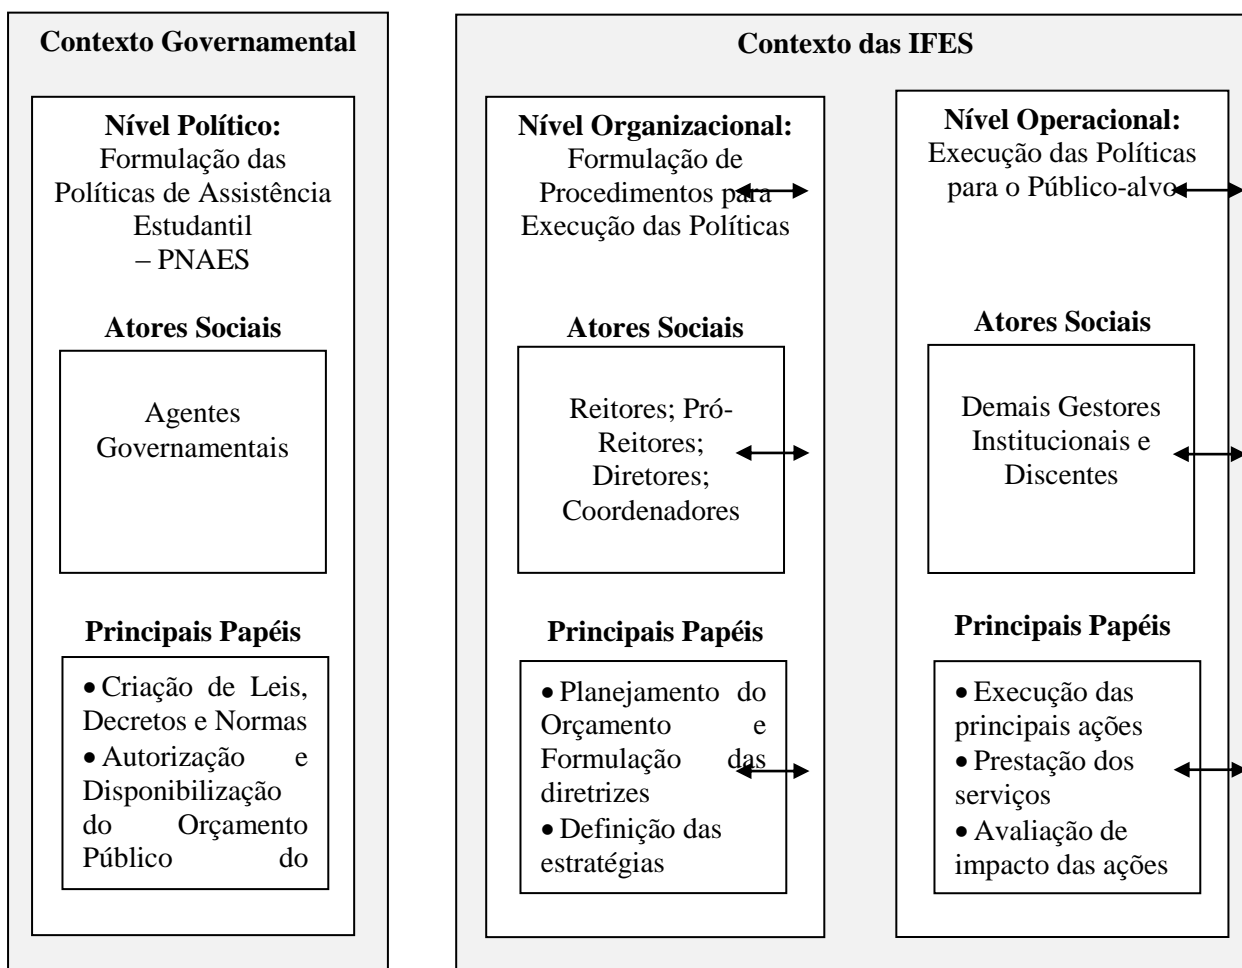 Contexto Governamental
Nível Político:
Formulação das
Políticas de Assistência
Estudantil
– PNAES
Atores Sociais
Agentes
Governamentais
Principais Papéis
• Criação de Leis,
Decretos e Normas
• Autorização e
Disponibilização
do Orçamento
Público do
Contexto das IFES
Nível Organizacional:
Formulação de
Procedimentos para
Execução das Políticas
Atores Sociais
Reitores; Pró-
Reitores;
Diretores;
Coordenadores
Principais Papéis
• Planejamento do
Orçamento e
Formulação das
diretrizes
• Definição das
estratégias
Nível Operacional:
Execução das Políticas
para o Público-alvo
Atores Sociais
Demais Gestores
Institucionais e
Discentes
Principais Papéis
• Execução das
principais ações
• Prestação dos
serviços
• Avaliação de
impacto das ações